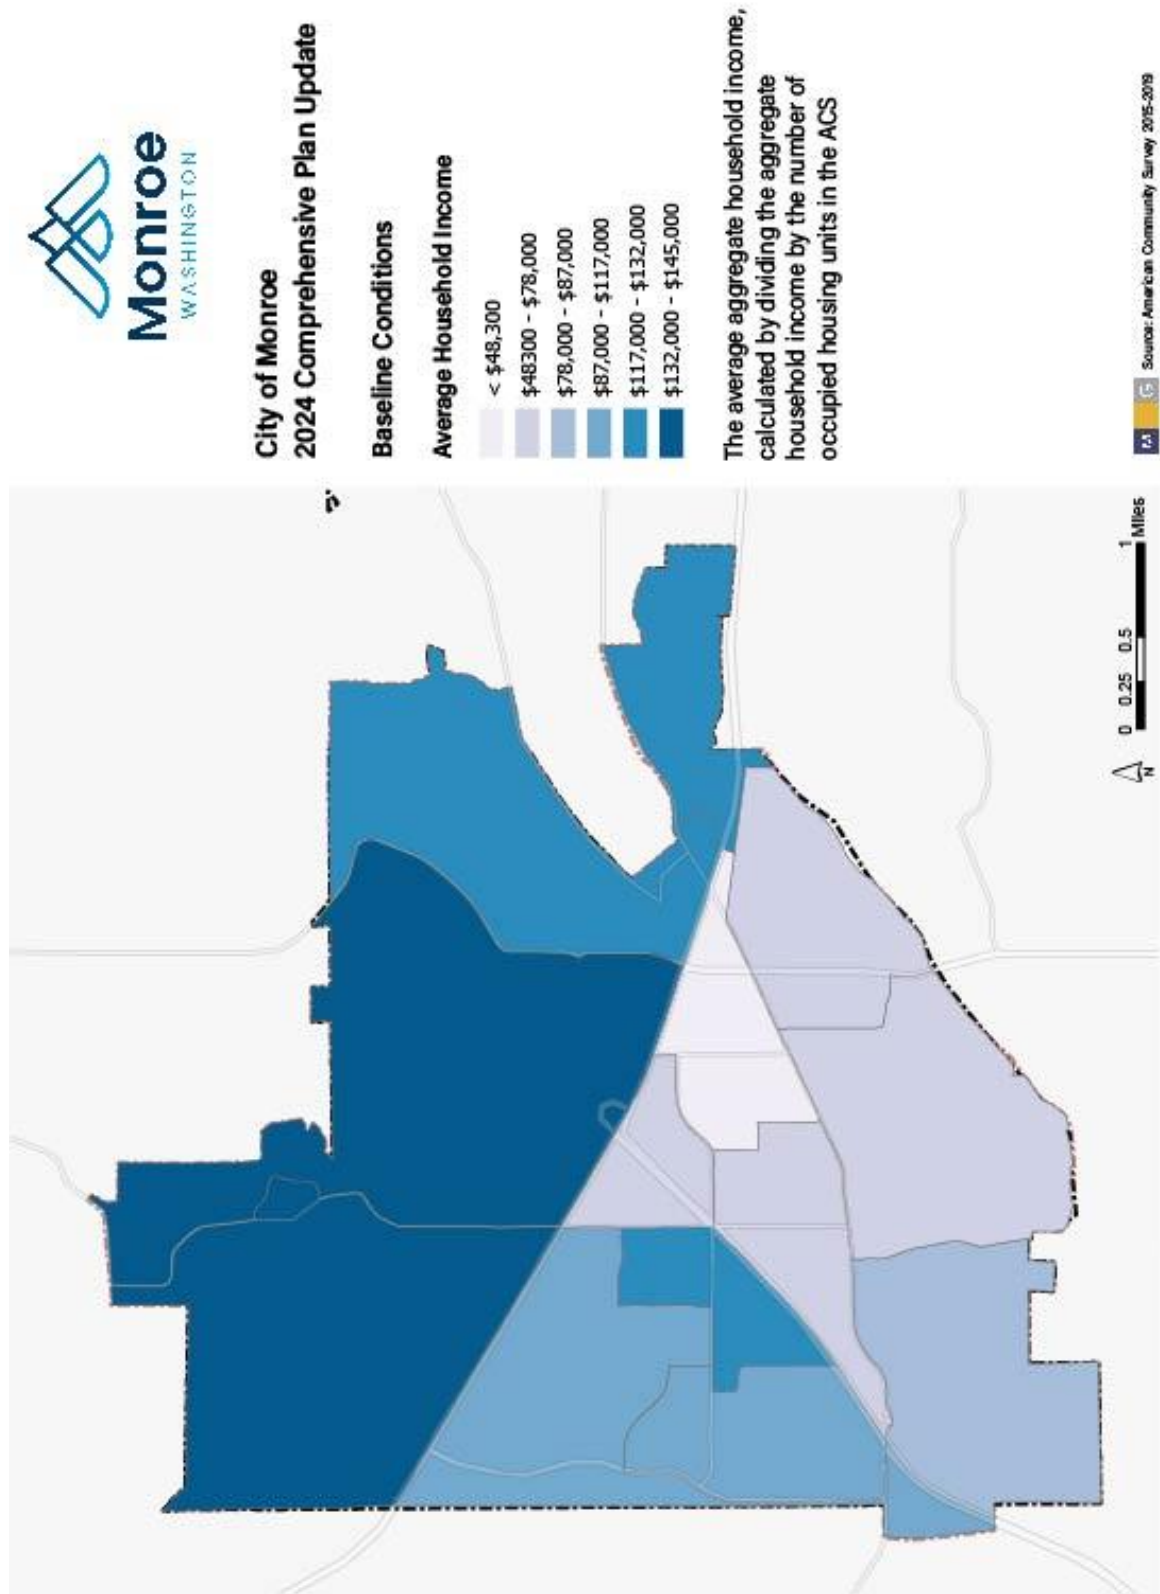 Monroe
WASHINGTON
City of Monroe
2024 Comprehensive Plan Update
Baseline Conditions
Average Household Income
< $48,300
$48300 - $78,000
$78,000 - $87,000
$87,000 - $117,000
$117,000 - $132,000
$132,000 - $145,000
The average aggregate household income,
calculated by dividing the aggregate
household income by the number of
occupied housing units in the ACS
M G Source: American Community Survey 2015-2019
N
0 0.25 0.5 1
Miles